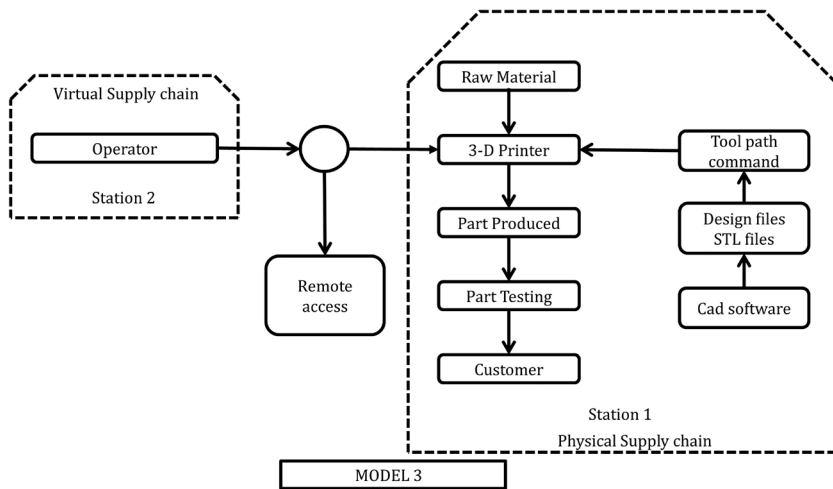 Virtual Supply chain
Operator
Station 2
Remote
access
Raw Material
3-D Printer
Part Produced
Part Testing
Customer
Tool path
command
Design files
STL files
Cad software
Station 1
Physical Supply chain
MODEL 3